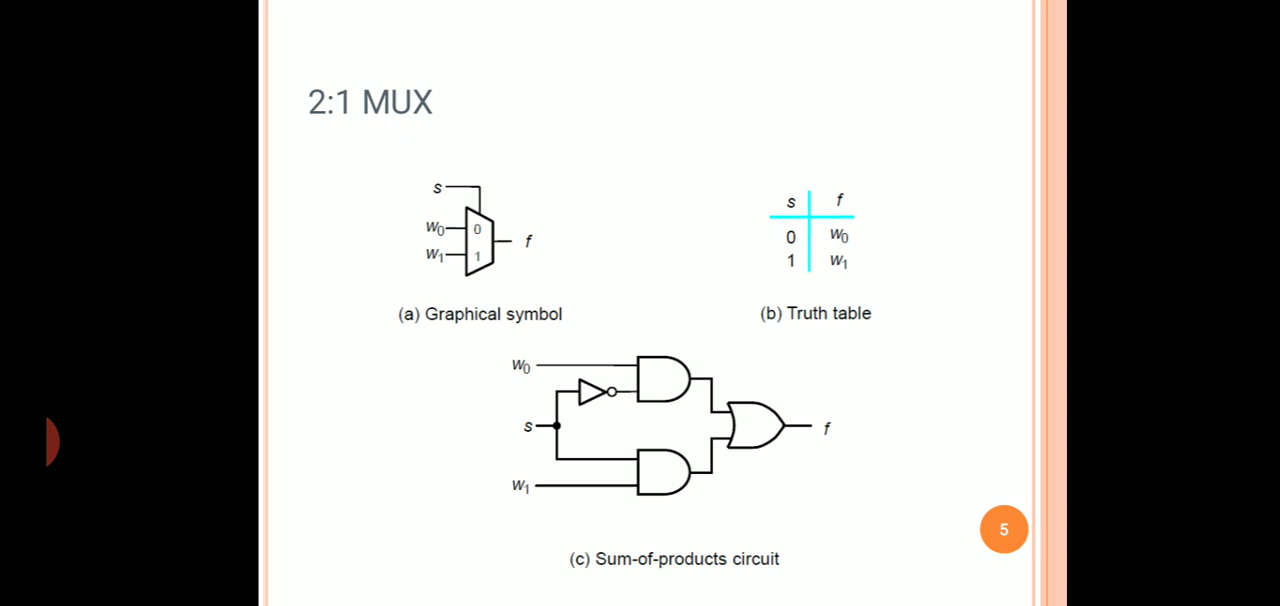 2:1 MUX
s
w0 0
w1 1
f
s f
0 w0
1 w1
(a) Graphical symbol
(b) Truth table
w0
s
w1
f
(c) Sum-of-products circuit
5